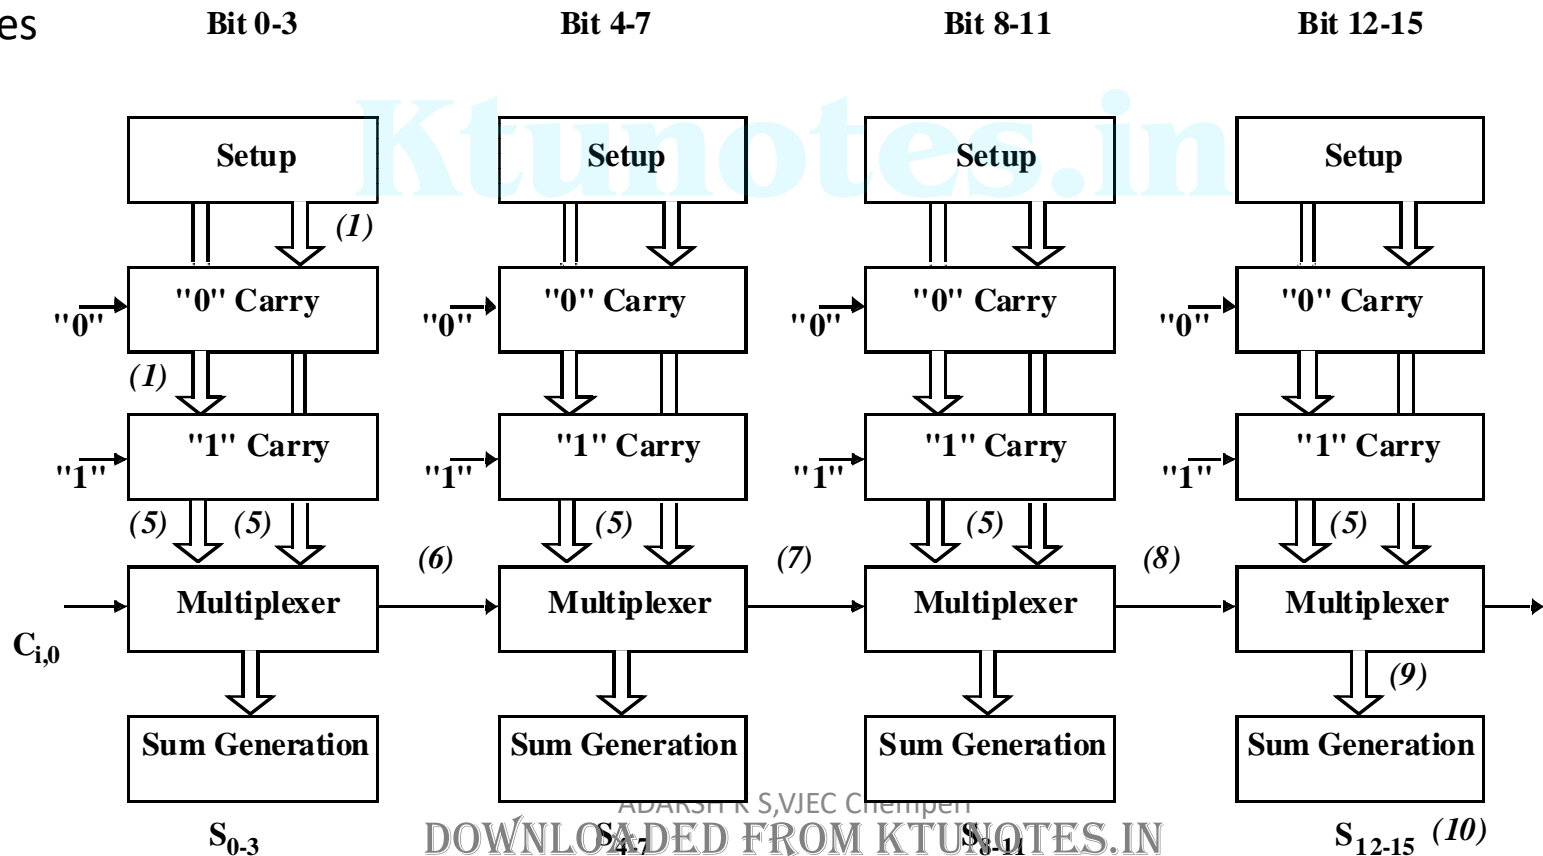 es
Bit 0-3 Bit 4-7 Bit 8-11 Bit 12-15
Ktunotes.in
Setup Setup Setup Setup
(1)
"0" Carry "0" Carry "0" Carry "0" Carry
"0" "0" "0" "0"
(1)
"1" Carry "1" Carry "1" Carry "1" Carry
"1" "1" "1" "1"
(5) (5) (5) (5) (5)
(6) (7) (8)
Multiplexer Multiplexer Multiplexer Multiplexer
Ci,0
(9)
Sum Generation Sum Generation Sum Generation Sum Generation
ADARSH K S,VJEC Chemperi
S0-3 S4-7 S8-11 S12-15 (10)
DOWNLOADED FROM KTUNOTES.IN